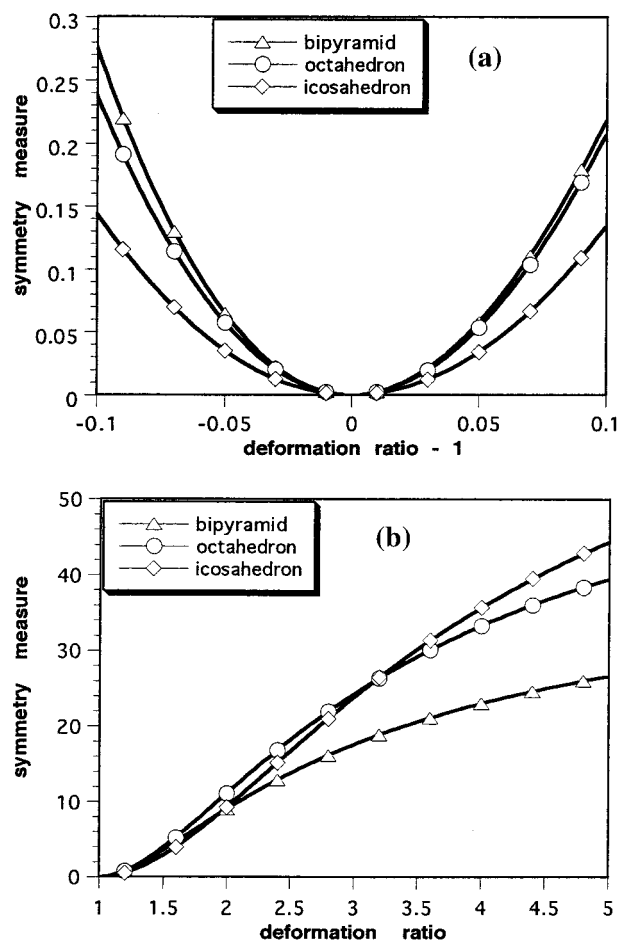 0.3
bipyramid
octahedron
icosahedron
(a)
0.25
0.2
0.15
0.1
0.05
0
symmetry measure
-0.1 -0.05 0 0.05 0.1
deformation ratio - 1
50
bipyramid
octahedron
icosahedron
(b)
40
30
20
10
0
symmetry measure
1 1.5 2 2.5 3 3.5 4 4.5 5
deformation ratio